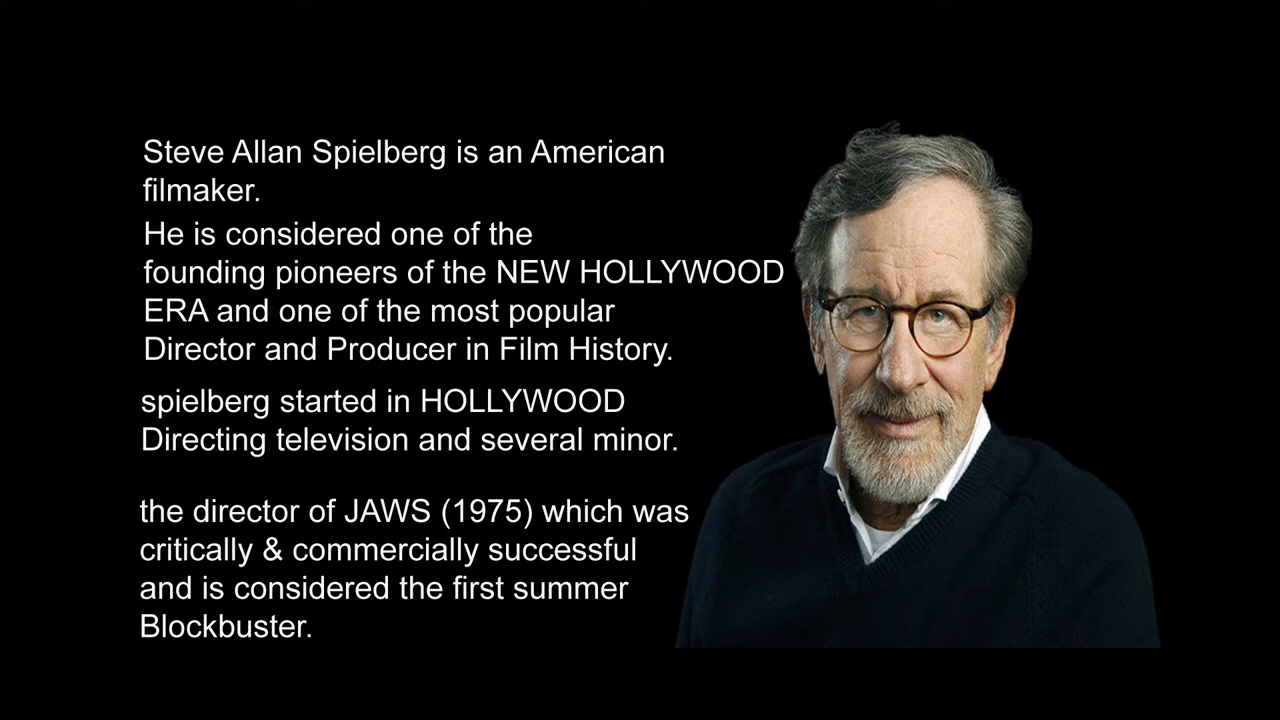 Steve Allan Spielberg is an American
filmaker.
He is considered one of the
founding pioneers of the NEW HOLLYWOOD
ERA and one of the most popular
Director and Producer in Film History.
spielberg started in HOLLYWOOD
Directing television and several minor.
the director of JAWS (1975) which was
critically & commercially successful
and is considered the first summer
Blockbuster.